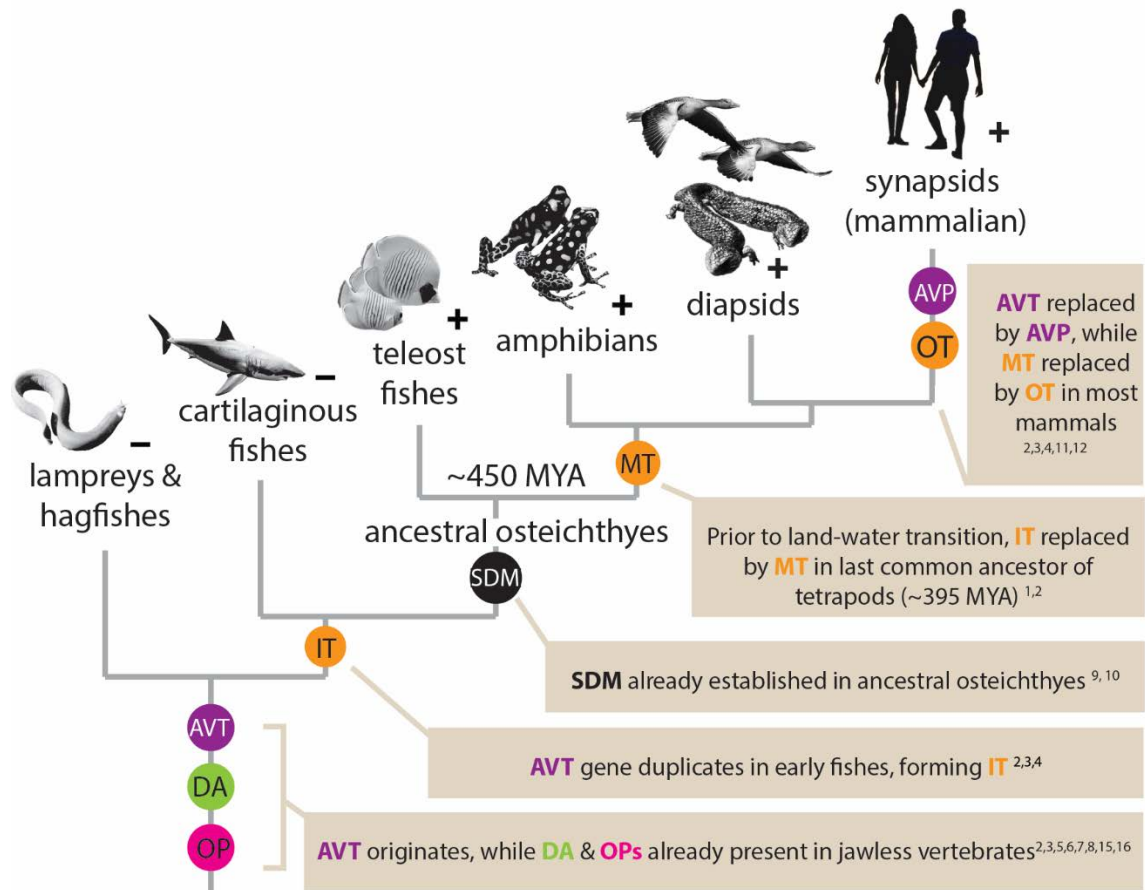 +
synapsids
(mammalian)
+
diapsids
+
amphibians
+
teleost
fishes
−
cartilaginous
fishes
−
lampreys &
hagfishes
AVP
OT
AVT replaced
by AVP, while
MT replaced
by OT in most
mammals
2,3,4,11,12
MT
~450 MYA
ancestral osteichthyes
SDM
Prior to land-water transition, IT replaced
by MT in last common ancestor of
tetrapods (~395 MYA) 1,2
IT
SDM already established in ancestral osteichthyes 9, 10
AVT
DA
OP
AVT gene duplicates in early fishes, forming IT 2,3,4
AVT originates, while DA & OPs already present in jawless vertebrates2,3,5,6,7,8,15,16